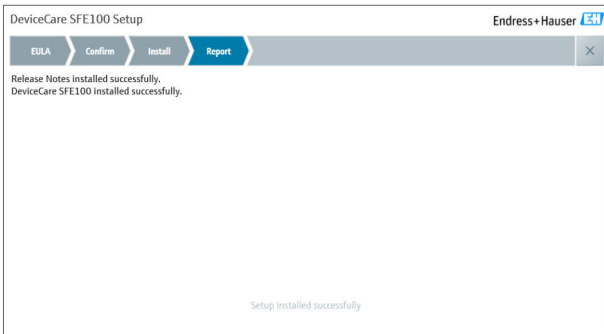 DeviceCare SFE100 Setup
Endress+Hauser EH
EULA Confirm Install Report
Release Notes installed successfully.
DeviceCare SFE100 installed successfully.
Setup installed successfully